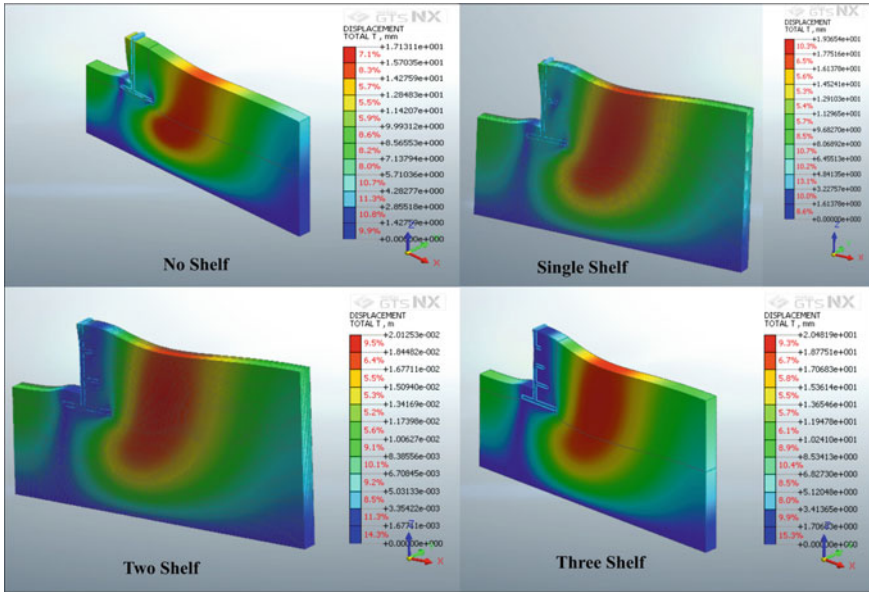 GTS NX
DISPLACEMENT
TOTAL T , mm
+1.71311e+001
7.1%
+1.57035e+001
8.3%
+1.42759e+001
5.7%
+1.28483e+001
5.5%
+1.14207e+001
5.9%
+9.99312e+000
8.6%
+8.56553e+000
8.2%
+7.13794e+000
8.0%
+5.71036e+000
10.7%
+4.28277e+000
11.3%
+2.85518e+000
10.8%
+1.42759e+000
9.9%
Z
X
No Shelf
GTS NX
DISPLACEMENT
TOTAL T , mm
+1.93654e+001
10.3%
+1.77516e+001
6.5%
+1.61378e+001
5.6%
+1.45241e+001
5.3%
+1.29103e+001
5.4%
+1.12965e+001
5.7%
+9.68270e+000
8.5%
+8.06892e+000
10.7%
+6.45513e+000
10.2%
+4.84135e+000
13.1%
+3.22757e+000
10.0%
+1.61378e+000
8.6%
+0.00000e+000
Z
X
Single Shelf
GTS NX
DISPLACEMENT
TOTAL T , m
+2.01253e-002
9.5%
+1.84482e-002
6.4%
+1.67711e-002
5.5%
+1.50940e-002
5.3%
+1.34169e-002
5.2%
+1.17398e-002
5.6%
+1.00627e-002
9.1%
+8.38556e-003
10.1%
+6.70845e-003
9.2%
+5.03133e-003
8.5%
+3.35422e-003
11.3%
14.3%
X
Two Shelf
GTS NX
DISPLACEMENT
TOTAL T , mm
+2.04819e+001
9.3%
+1.87751e+001
6.7%
+1.70683e+001
5.8%
+1.53614e+001
5.5%
+1.36546e+001
5.7%
+1.19478e+001
6.1%
+1.02410e+001
8.9%
+8.53413e+000
10.4%
+6.82730e+000
8.5%
+5.12048e+000
8.0%
+3.41365e+000
9.9%
15.3%
X
Three Shelf